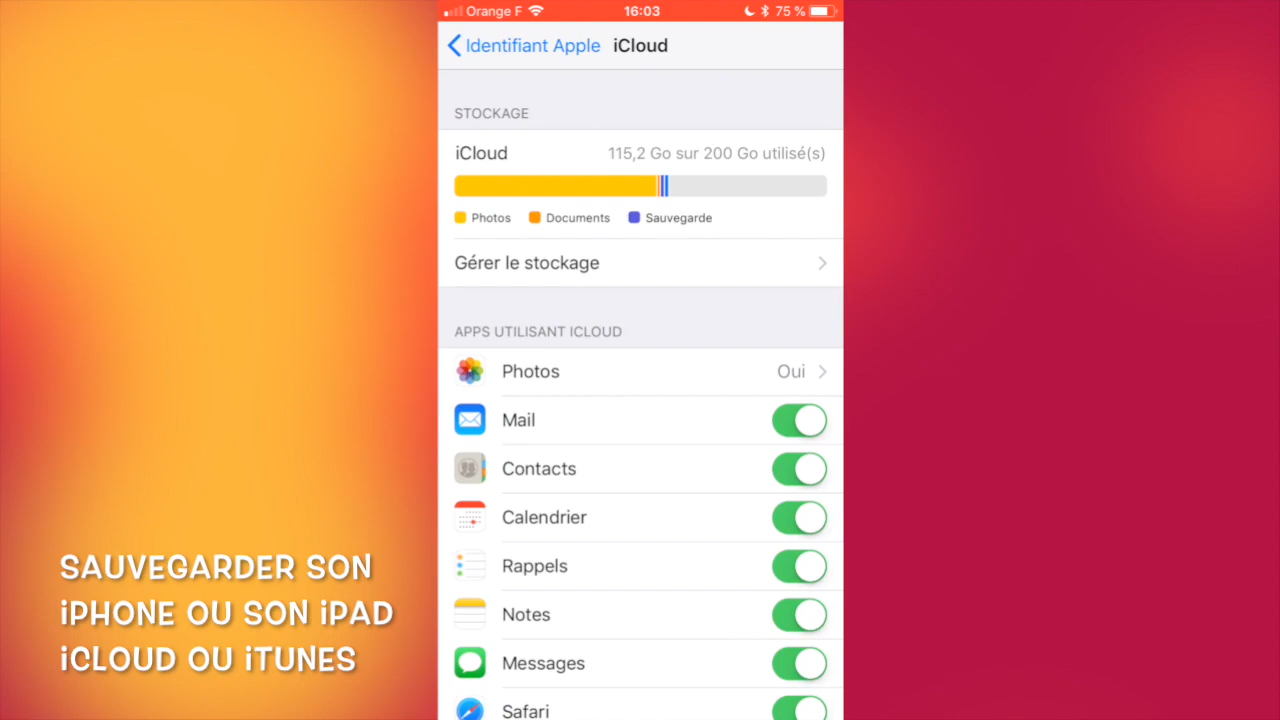 Orange F 16:03 75 %
Identifiant Apple iCloud
STOCKAGE
iCloud 115,2 Go sur 200 Go utilisé(s)
Photos Documents Sauvegarde
Gérer le stockage
APPS UTILISANT ICLOUD
Photos Oui
Mail
Contacts
Calendrier
Rappels
Notes
Messages
Safari
SAUVEGARDER SON
iPHONE OU SON iPAD
iCLOUD OU iTUNES